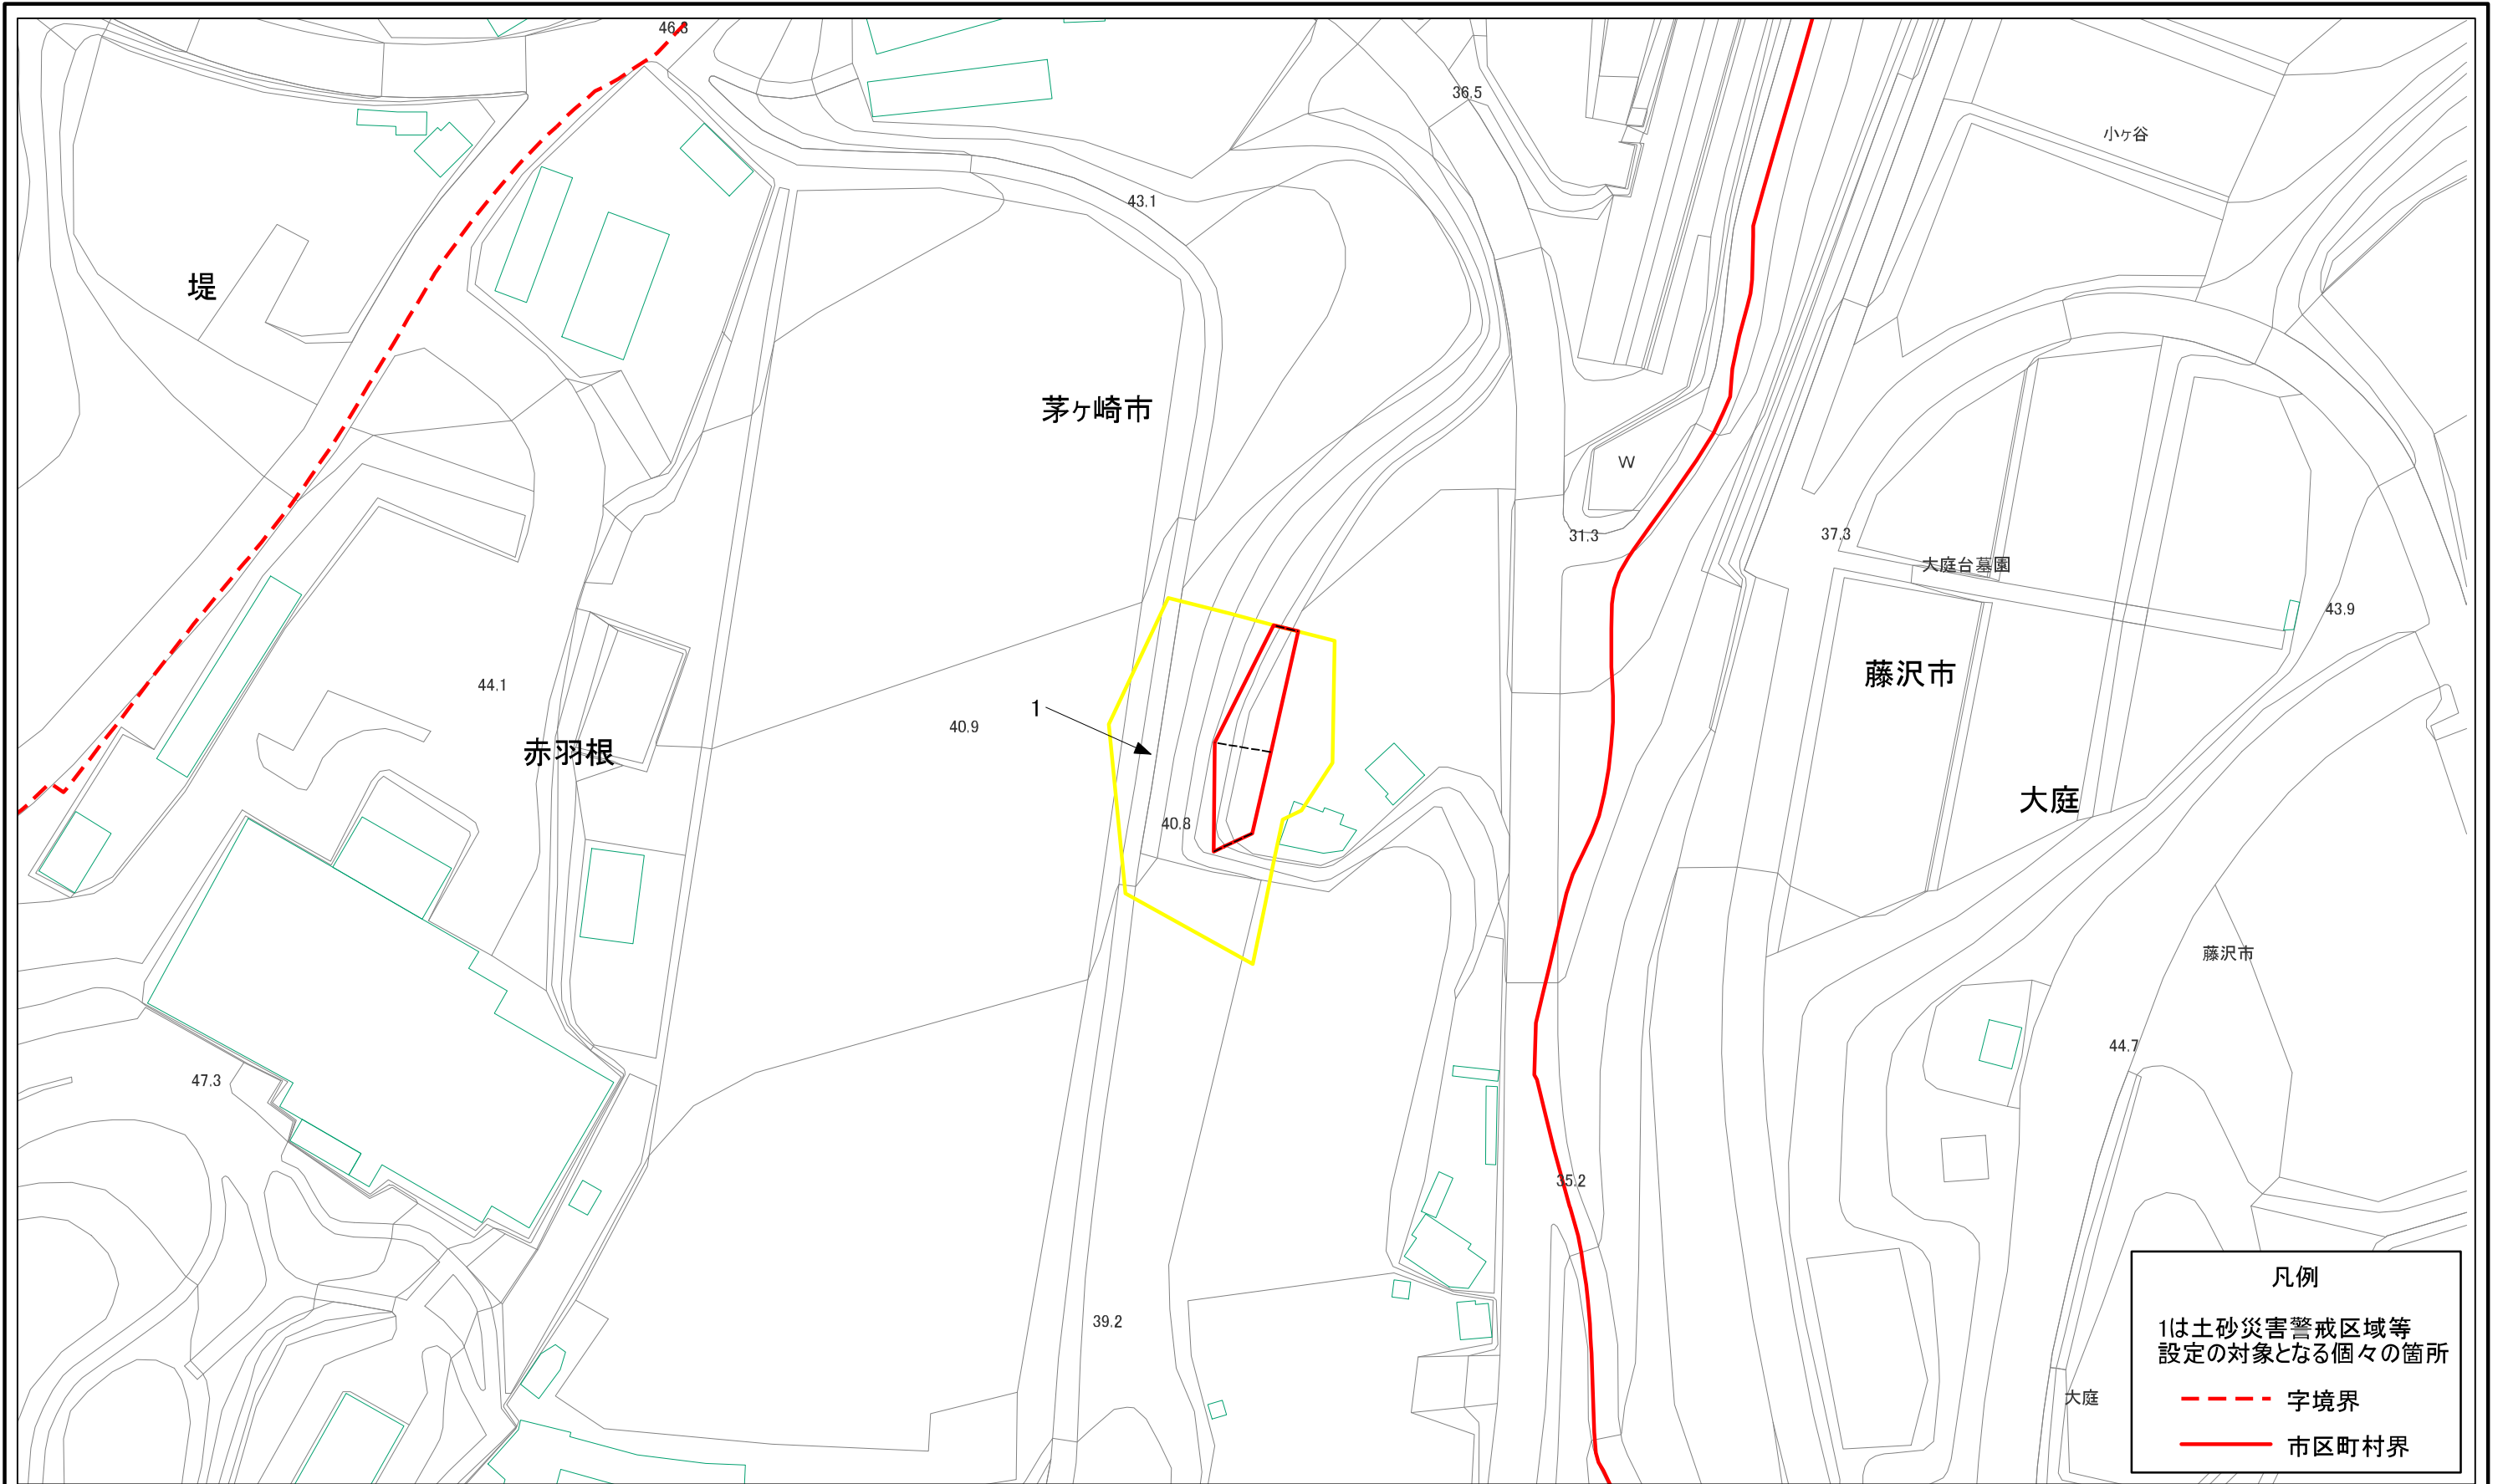 46.8
36.5
小ヶ谷
43.1
堤
茅ヶ崎市
W
31.3
37.3
大庭台墓園
43.9
藤沢市
44.1
1
40.9
赤羽根
大庭
40.8
藤沢市
44.7
47.3
35.2
39.2
大庭
凡例
1は土砂災害警戒区域等
設定の対象となる個々の箇所
字境界
市区町村界